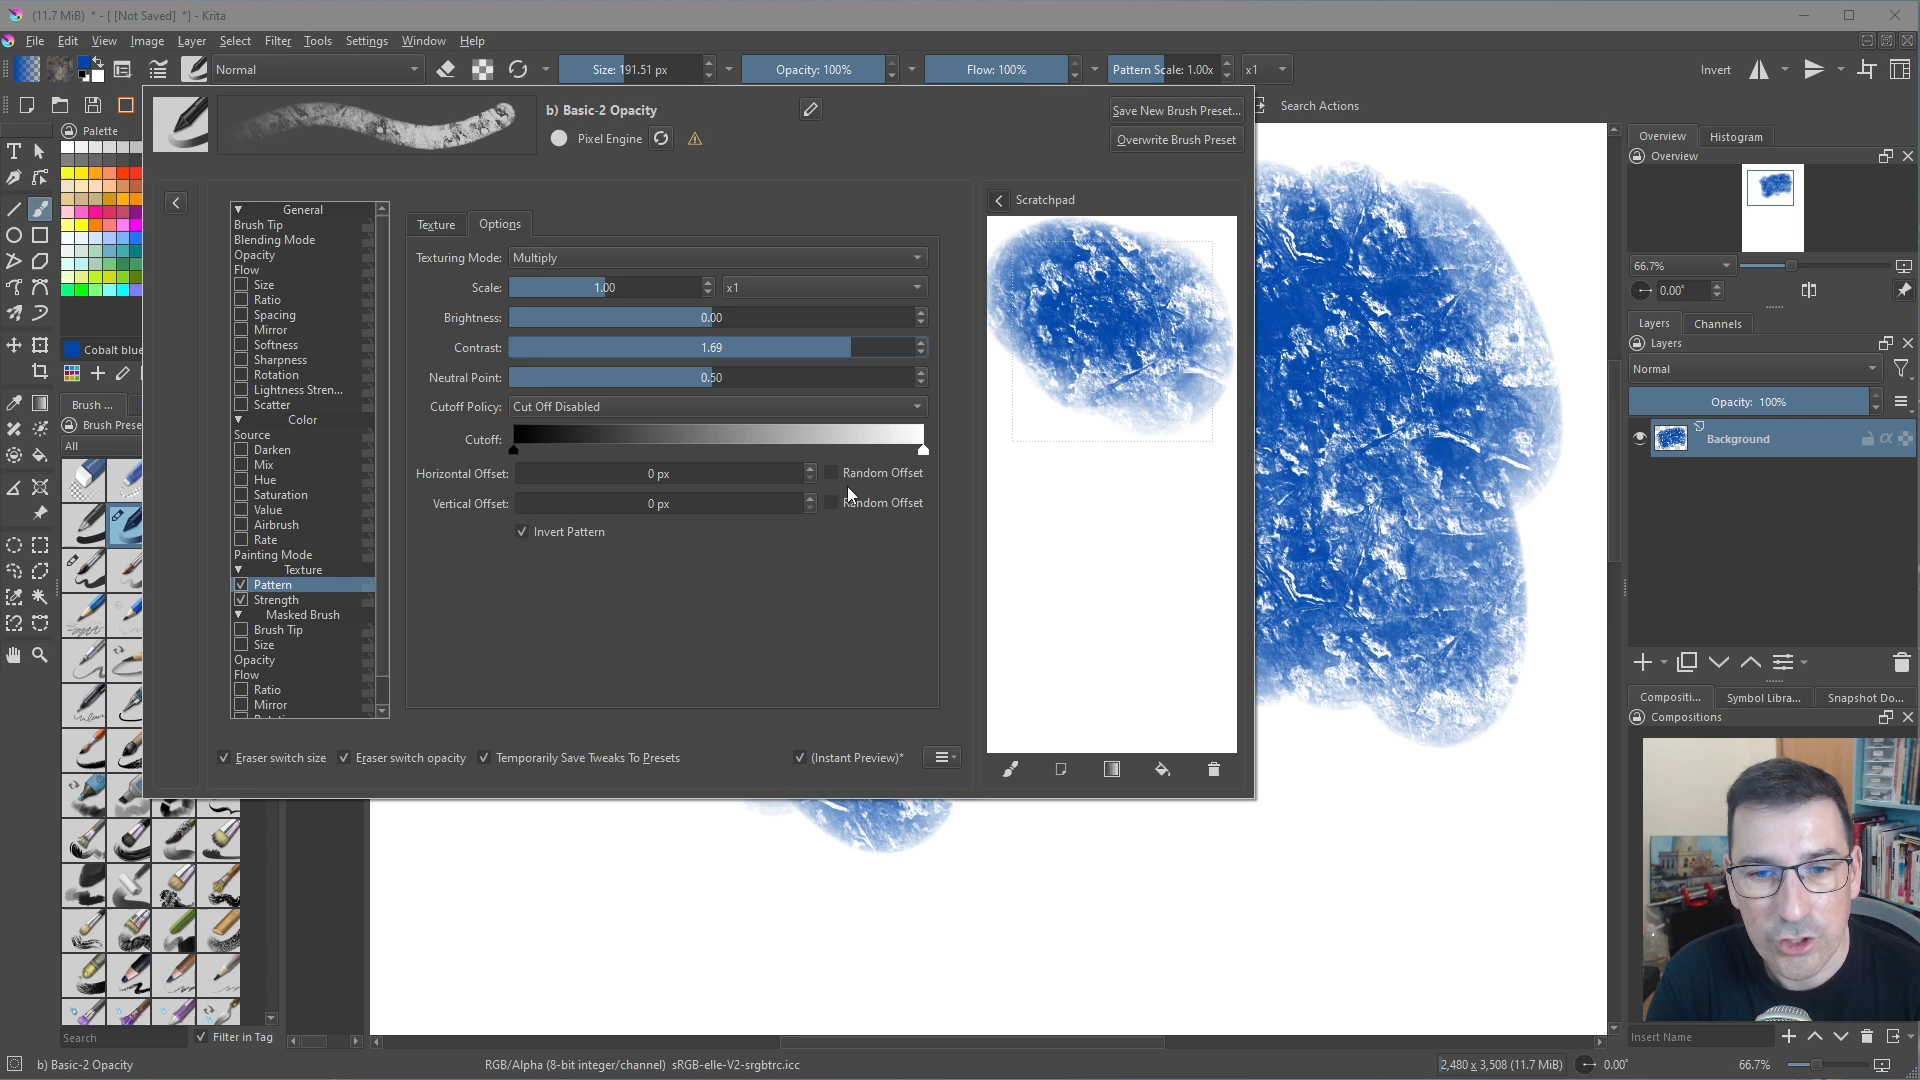 (11.7 MiB)  * - [ [Not Saved]  *] - Krita
File Edit View Image Layer Select Filter Tools Settings Window Help
Normal Size: 191.51 px Opacity: 100% Flow: 100% Pattern Scale: 1.00x x1 Invert
b) Basic-2 Opacity
Save New Brush Preset...
Search Actions
Pixel Engine
Overwrite Brush Preset
Palette
Cobalt blue
Brush ...
Brush Prese
All
Search
Filter in Tag
General
Brush Tip
Blending Mode
Opacity
Flow
Size
Ratio
Spacing
Mirror
Softness
Sharpness
Rotation
Lightness Stren...
Scatter
Color
Source
Darken
Mix
Hue
Saturation
Value
Airbrush
Rate
Painting Mode
Texture
Pattern
Strength
Masked Brush
Brush Tip
Size
Opacity
Flow
Ratio
Mirror
Texture Options
Texturing Mode: Multiply
Scale: 1.00 x1
Brightness: 0.00
Contrast: 1.69
Neutral Point: 0.50
Cutoff Policy: Cut Off Disabled
Cutoff:
Horizontal Offset: 0 px Random Offset
Vertical Offset: 0 px Random Offset
Invert Pattern
Eraser switch size Eraser switch opacity Temporarily Save Tweaks To Presets (Instant Preview)*
Scratchpad
Overview Histogram
Overview
66.7%
0.00°
Layers Channels
Layers
Normal
Opacity: 100%
Background
Compositi... Symbol Libra... Snapshot Do...
Compositions
Insert Name
b) Basic-2 Opacity RGB/Alpha (8-bit integer/channel) sRGB-elle-V2-srgbtrc.icc 2,480 x 3,508 (11.7 MiB) 0.00° 66.7%